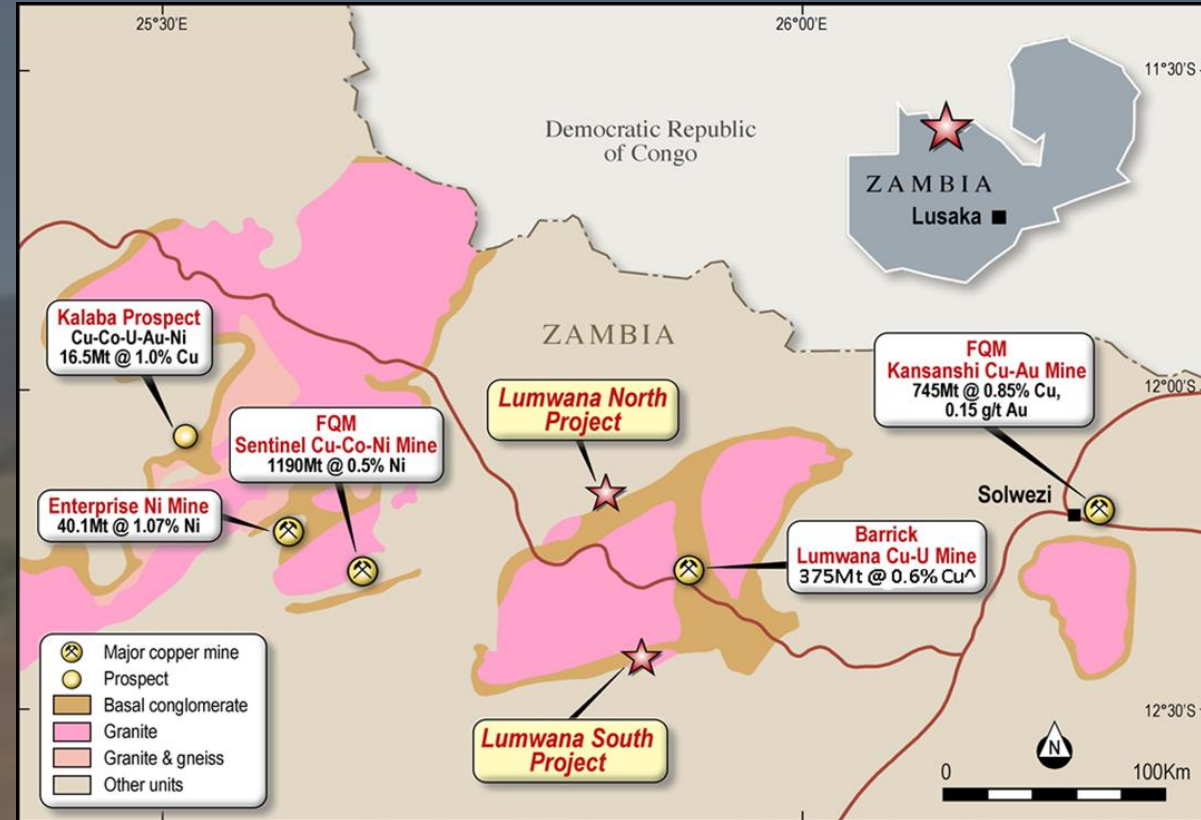 25°30'E
26°00'E
11°30'S
Democratic Republic
of Congo
ZAMBIA
Lusaka
Kalaba Prospect
Cu-Co-U-Au-Ni
16.5Mt @ 1.0% Cu
ZAMBIA
FQM
Kansanshi Cu-Au Mine
745Mt @ 0.85% Cu,
0.15 g/t Au
12°00'S
Lumwana North
Project
FQM
Sentinel Cu-Co-Ni Mine
1190Mt @ 0.5% Ni
Enterprise Ni Mine
40.1Mt @ 1.07% Ni
Solwezi
Barrick
Lumwana Cu-U Mine
375Mt @ 0.6% Cu^
Major copper mine
Prospect
Basal conglomerate
Granite
Granite & gneiss
Other units
Lumwana South
Project
12°30'S
N
0 100Km